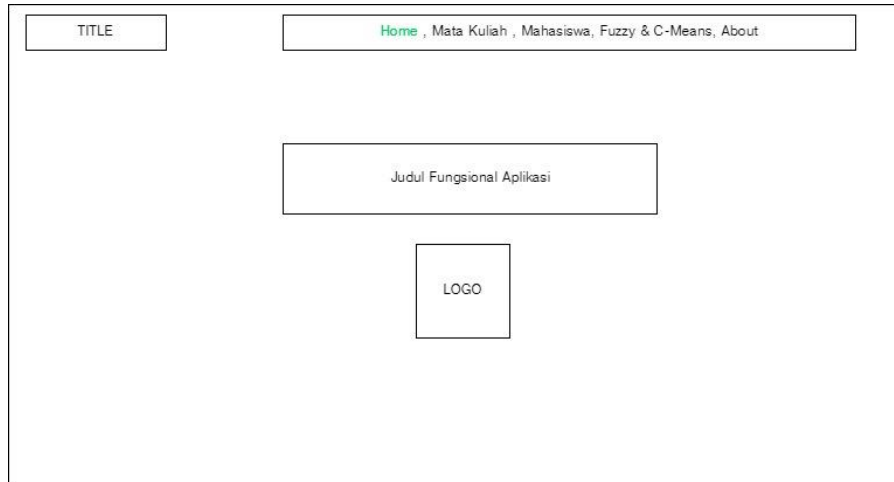 TITLE
Home , Mata Kuliah , Mahasiswa, Fuzzy & C-Means, About
Judul Fungsional Aplikasi
LOGO